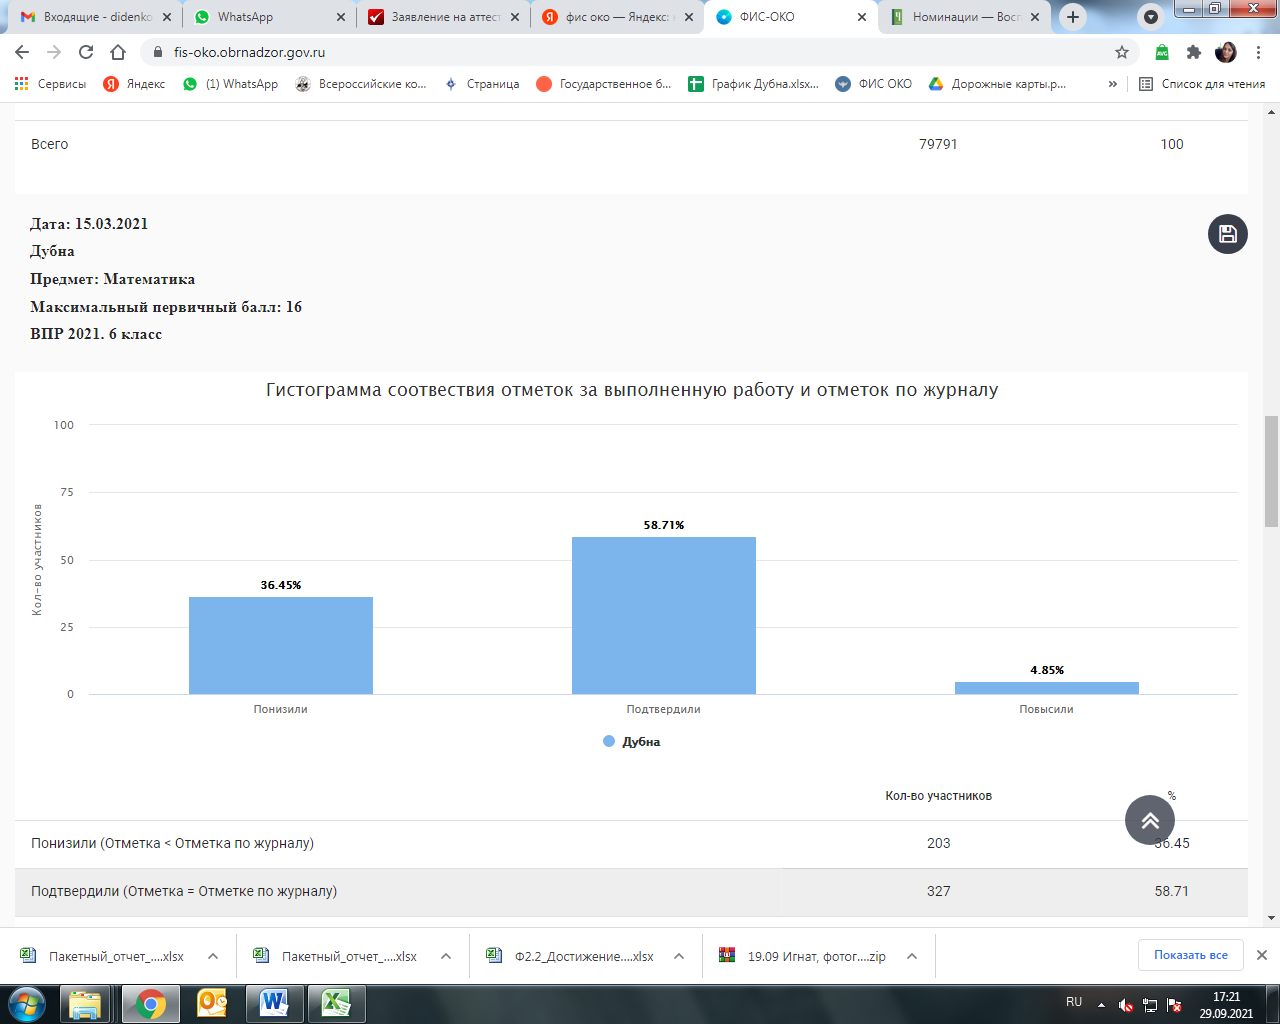 Входящие - didenko
WhatsApp
Заявление на аттест
фис око — Яндекс:
ФИС-ОКО
Номинации — Восп
fis-oko.obrnadzor.gov.ru
Сервисы
Яндекс
(1) WhatsApp
Всероссийские ко...
Страница
Государственное б...
График Дубна.xlsx...
ФИС ОКО
Дорожные карты.р...
»
Список для чтения
Всего 79791 100
Дата: 15.03.2021
Дубна
Предмет: Математика
Максимальный первичный балл: 16
ВПР 2021. 6 класс
Гистограмма соотвествия отметок за выполненную работу и отметок по журналу
Кол-во участников
100
75
50
25
0
36.45%
58.71%
4.85%
Понизили
Подтвердили
Повысили
Дубна
Кол-во участников %
Понизили (Отметка < Отметка по журналу) 203 36.45
Подтвердили (Отметка = Отметке по журналу) 327 58.71
Пакетный_отчет_....xlsx
Пакетный_отчет_....xlsx
Ф2.2_Достижение....xlsx
19.09 Игнат, фотог....zip
Показать все
RU
17:21
29.09.2021